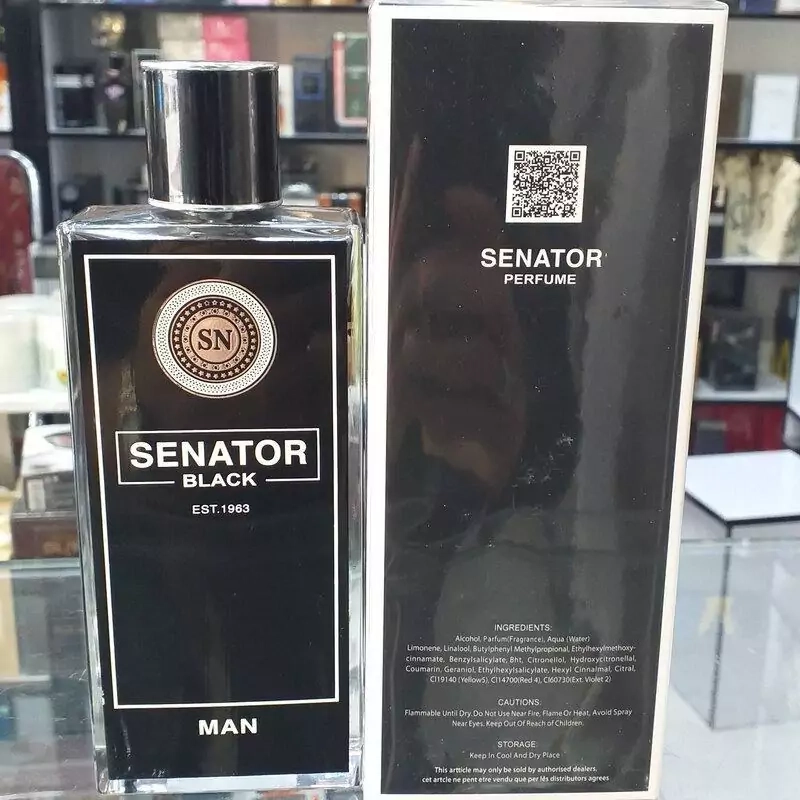 SN
SENATOR
BLACK
EST.1963
MAN
SENATOR
PERFUME
INGREDIENTS:
Alcohol, Parfum(Fragrance), Aqua (Water)
Limonene, Linalool, Butylphenyl Methylpropional, Ethylhexylmethoxy-
cinnamate, Benzylsalicylate, Bht, Citronellol, Hydroxycitronellal,
Coumarin, Geraniol, Ethylhexylsalicylate, Hexyl Cinnamal, Citral,
CI19140 (Yellow5), CI14700(Red 4), CI60730(Ext. Violet 2)
CAUTIONS:
Flammable Until Dry. Do Not Use Near Fire, Flame Or Heat, Avoid Spray
Near Eyes. Keep Out Of Reach of Children.
STORAGE:
Keep In Cool And Dry Place
This artticle may only be sold by authorised dealers.
cet artcle ne pent etre vendu que per lés distributors agrees